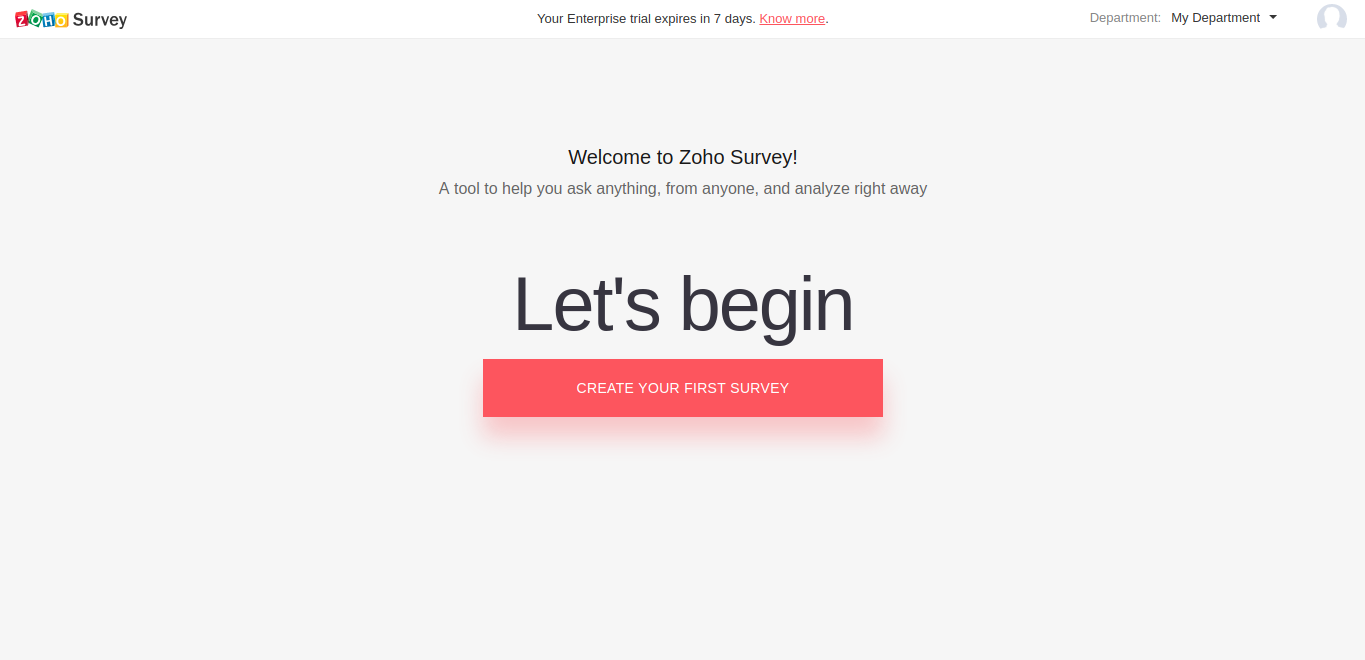 ZOHO Survey
Your Enterprise trial expires in 7 days. Know more.
Department: My Department
Welcome to Zoho Survey!
A tool to help you ask anything, from anyone, and analyze right away
Let's begin
CREATE YOUR FIRST SURVEY